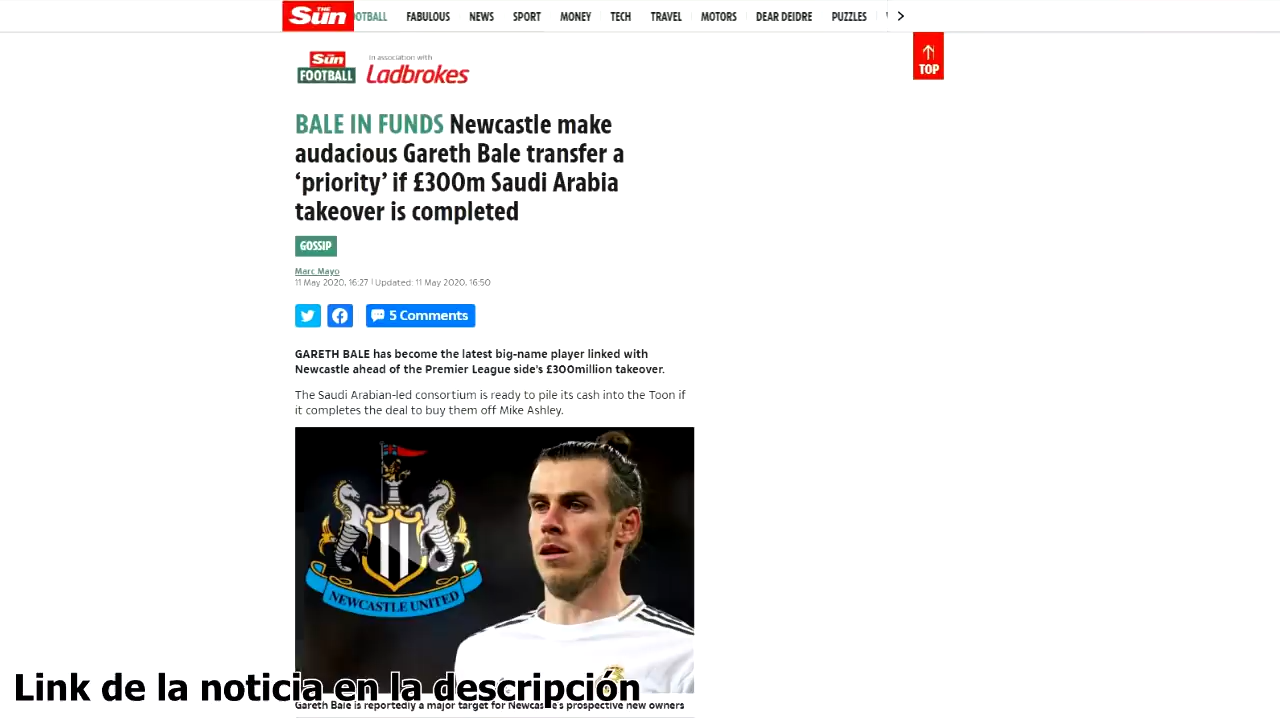 THE Sun
OTBALL FABULOUS NEWS SPORT MONEY TECH TRAVEL MOTORS DEAR DEIDRE PUZZLES
TOP
THE Sun
FOOTBALL
In association with
Ladbrokes
BALE IN FUNDS Newcastle make
audacious Gareth Bale transfer a
‘priority’ if £300m Saudi Arabia
takeover is completed
GOSSIP
Marc Mayo
11 May 2020, 16:27 | Updated: 11 May 2020, 16:50
5 Comments
GARETH BALE has become the latest big-name player linked with
Newcastle ahead of the Premier League side's £300million takeover.
The Saudi Arabian-led consortium is ready to pile its cash into the Toon if
it completes the deal to buy them off Mike Ashley.
NEWCASTLE UNITED
Link de la noticia en la descripción
Gareth Bale is reportedly a major target for Newcastle's prospective new owners